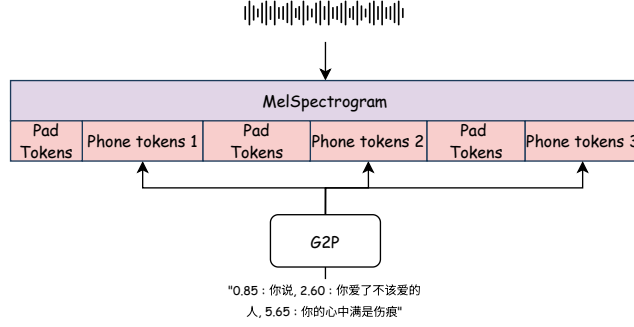 MelSpectrogram
Pad Tokens
Phone tokens 1
Pad Tokens
Phone tokens 2
Pad Tokens
Phone tokens 3
G2P
"0.85 : 你说, 2.60 : 你爱了不该爱的
人, 5.65 : 你的心中满是伤痕"